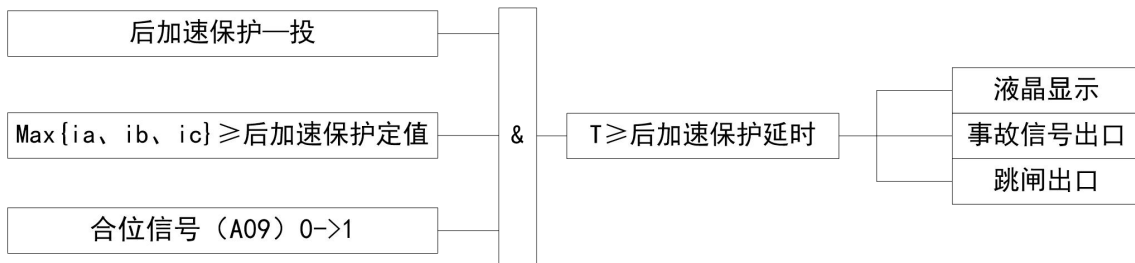 后加速保护—投
Max{ia、ib、ic}≥后加速保护定值
合位信号（A09）0->1
&
T≥后加速保护延时
液晶显示
事故信号出口
跳闸出口